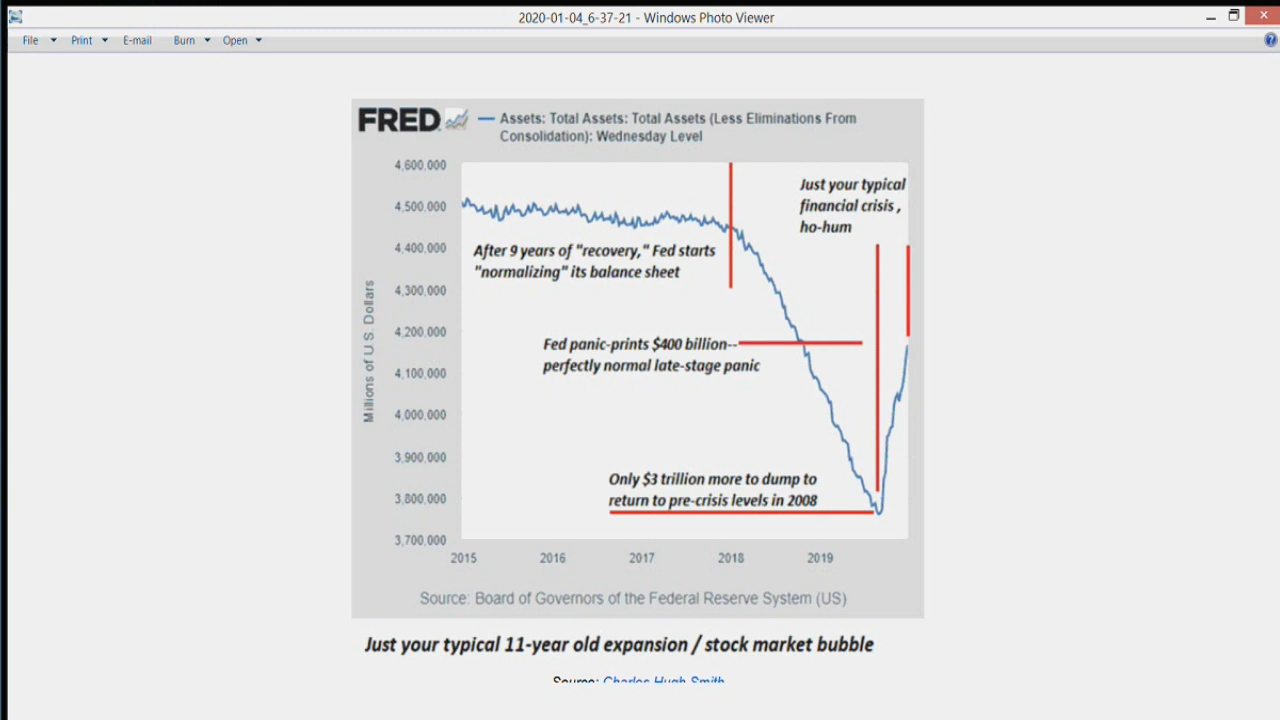 2020-01-04_6-37-21 - Windows Photo Viewer
File Print E-mail Burn Open
FRED
Assets: Total Assets: Total Assets (Less Eliminations From
Consolidation): Wednesday Level
4,600,000
4,500,000
4,400,000
4,300,000
4,200,000
4,100,000
4,000,000
3,900,000
3,800,000
3,700,000
Millions of U.S. Dollars
Just your typical
financial crisis ,
ho-hum
After 9 years of "recovery," Fed starts
"normalizing" its balance sheet
Fed panic-prints $400 billion--
perfectly normal late-stage panic
Only $3 trillion more to dump to
return to pre-crisis levels in 2008
2015 2016 2017 2018 2019
Source: Board of Governors of the Federal Reserve System (US)
Just your typical 11-year old expansion / stock market bubble
Source: Charles Hugh Smith